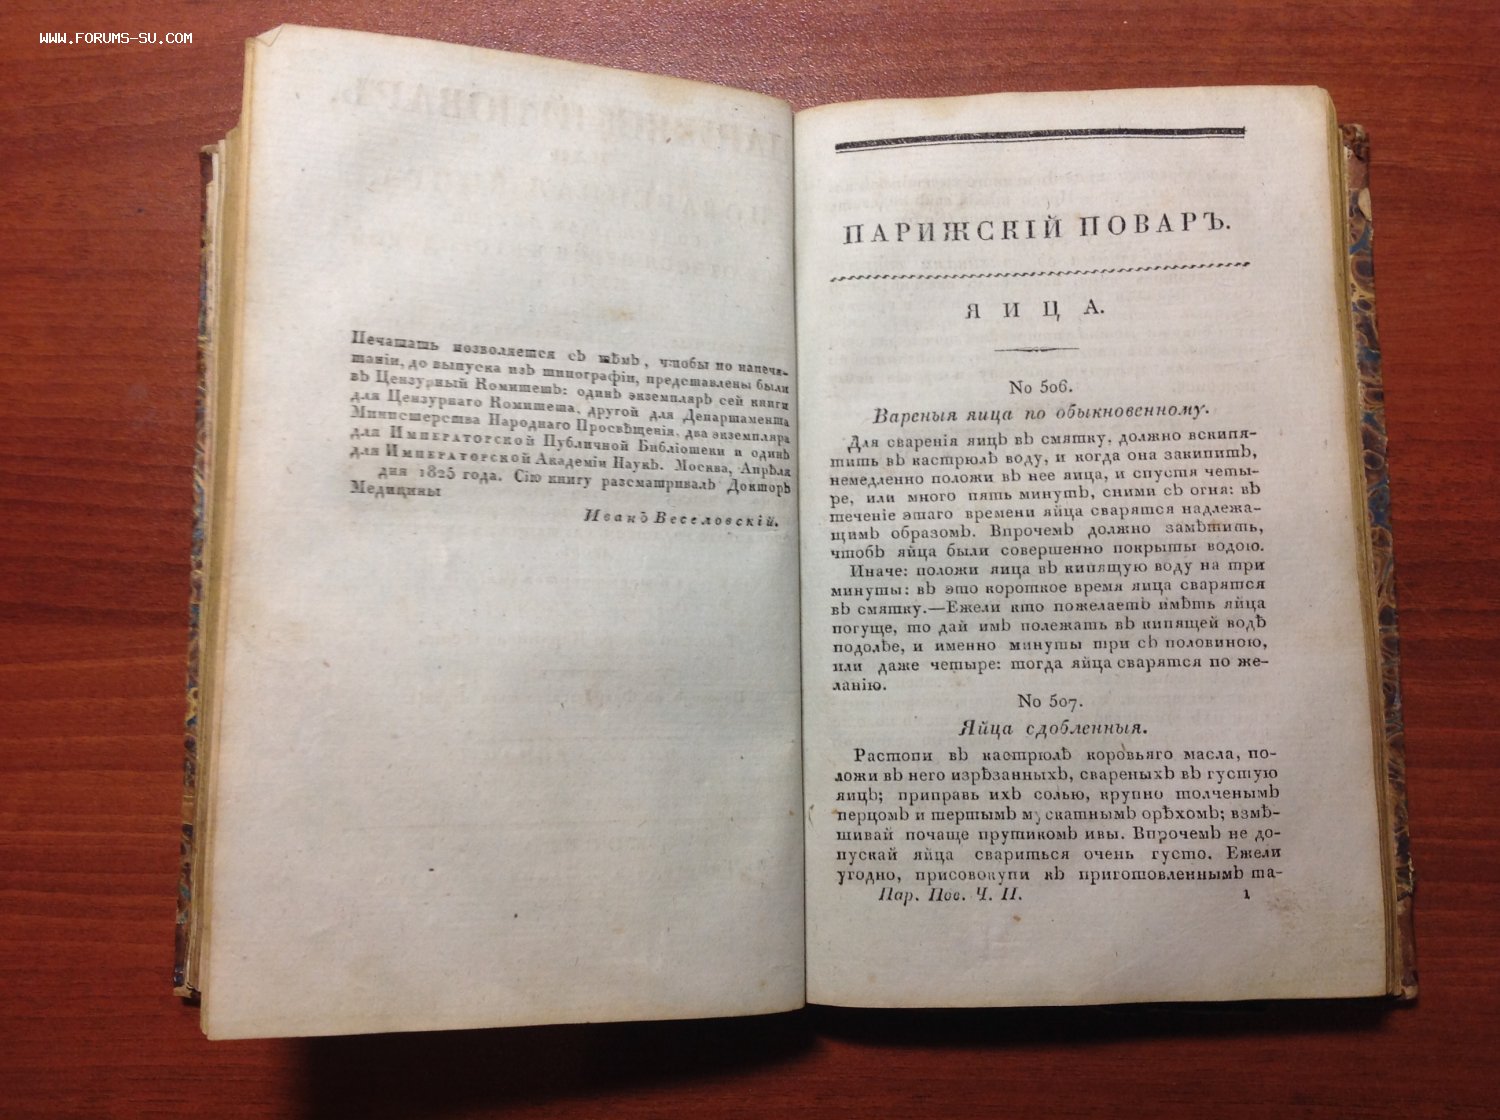 WWW.FORUMS-SU.COM
Печатать позволяется съ тѣмъ, чтобы по напеча-
таніи, до выпуска изъ типографіи, представлены были
въ Цензурный Комитетъ: одинъ экземпляръ сей книги
для Цензурнаго Комитета, другой для Департамента
Министерства Народнаго Просвѣщенія, два экземпляра
для Императорской Публичной Библіотеки и одинъ
для Императорской Академіи Наукъ. Москва, Апрѣля
дня 1825 года. Сію книгу разсматривалъ Докторъ
Медицины
Иванъ Веселовскій.
ПАРИЖСКІЙ ПОВАРЪ.
ЯИЦА.
No 506.
Вареныя яица по обыкновенному.
Для сваренія яицъ въ смятку, должно вскипя-
тить въ кастрюлѣ воду, и когда она закипитъ,
немедленно положи въ нее яица, и спустя четы-
ре, или много пять минутъ, сними съ огня: въ
теченіе этаго времени яйца сварятся надлежа-
щимъ образомъ. Впрочемъ должно замѣтить,
чтобъ яйца были совершенно покрыты водою.
Иначе: положи яица въ кипящую воду на три
минуты: въ это короткое время яица сварятся
въ смятку.—Ежели кто пожелаетъ имѣть яйца
погуще, то дай имъ полежать въ кипящей водѣ
подолѣе, и именно минуты три съ половиною,
или даже четыре: тогда яйца сварятся по же-
ланію.
No 507.
Яйца сдобленныя.
Растопи въ кастрюлѣ коровьяго масла, по-
ложи въ него изрѣзанныхъ, свареныхъ въ густую
яицъ; приправь ихъ солью, крупно толченымъ
перцомъ и тертымъ мускатнымъ орѣхомъ; взмѣ-
шивай почаще прутикомъ ивы. Впрочемъ не до-
пускай яйца свариться очень густо. Ежели
угодно, присовокупи къ приготовленнымъ та-
Пар. Пов. Ч. II. 1